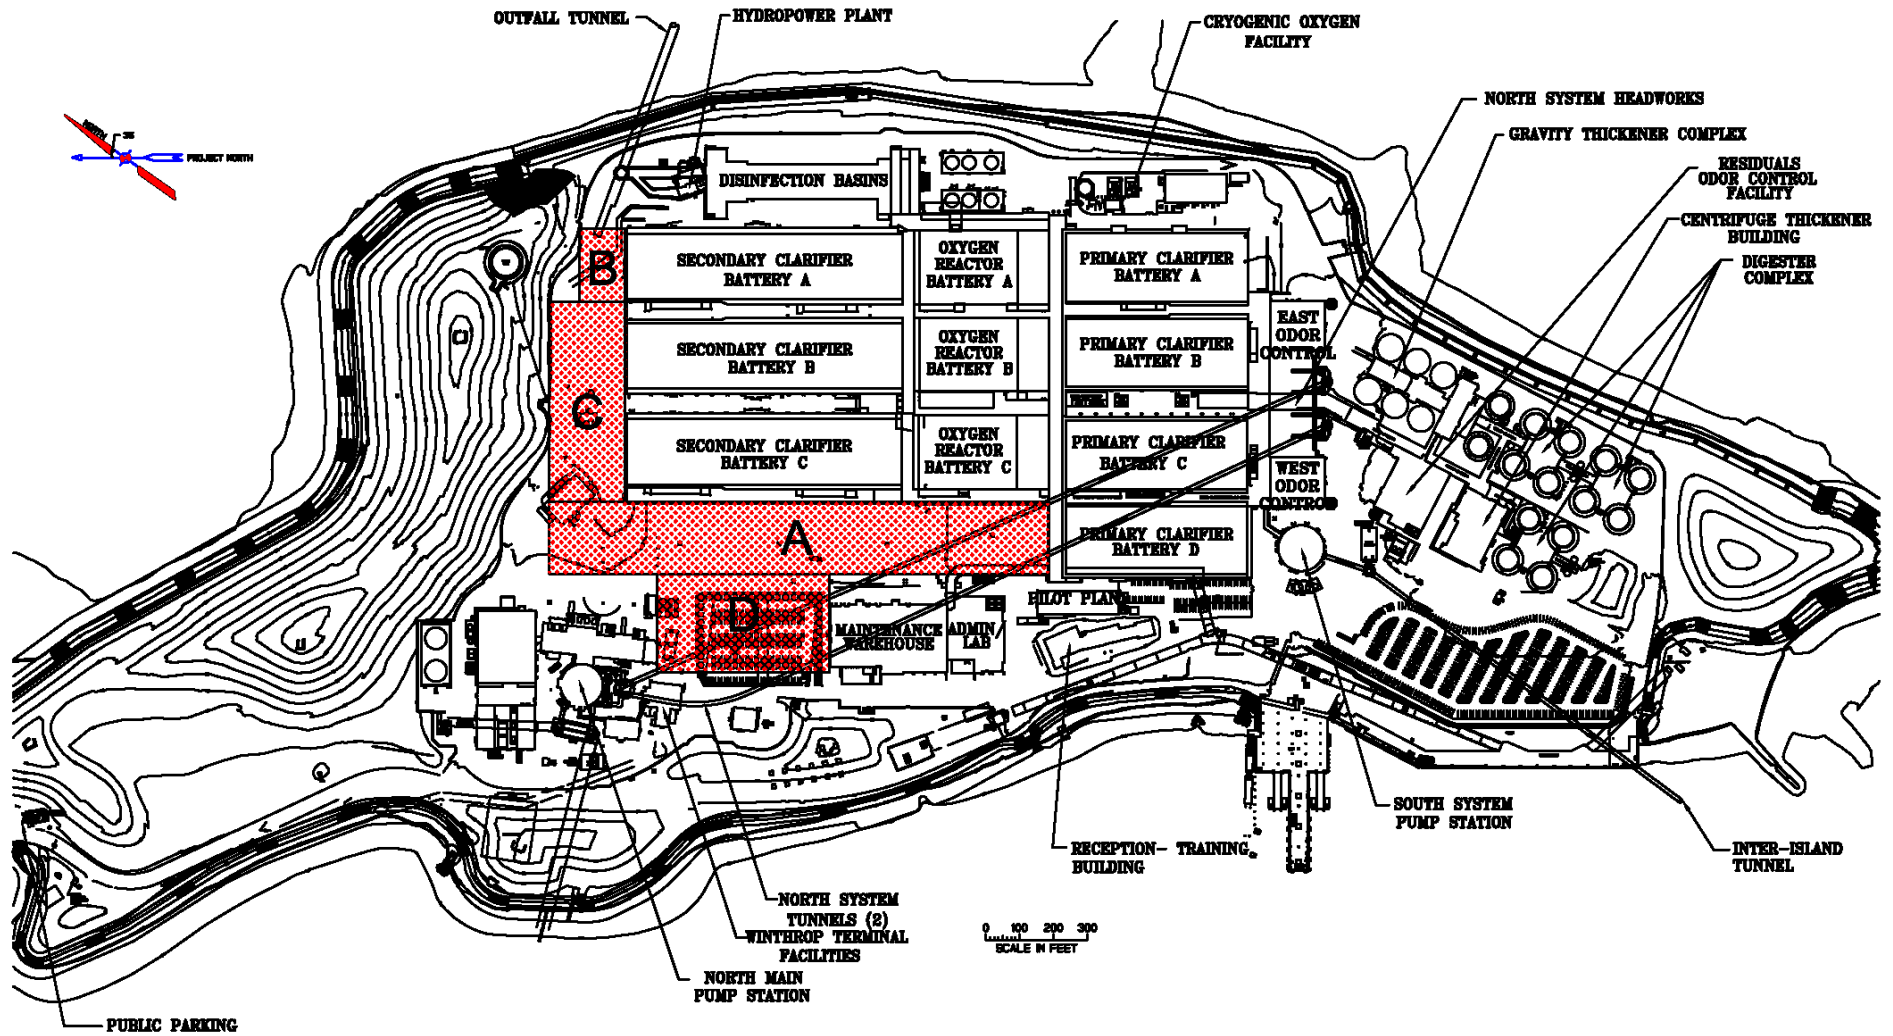 OUTFALL TUNNEL
HYDROPOWER PLANT
CRYOGENIC OXYGEN
FACILITY
NORTH SYSTEM HEADWORKS
GRAVITY THICKENER COMPLEX
RESIDUALS
ODOR CONTROL
FACILITY
CENTRIFUGE THICKENER
BUILDING
DIGESTER
COMPLEX
NORTH
PROJECT NORTH
DISINFECTION BASINS
B
SECONDARY CLARIFIER
BATTERY A
OXYGEN
REACTOR
BATTERY A
PRIMARY CLARIFIER
BATTERY A
EAST
ODOR
CONTROL
SECONDARY CLARIFIER
BATTERY B
OXYGEN
REACTOR
BATTERY B
PRIMARY CLARIFIER
BATTERY B
C
SECONDARY CLARIFIER
BATTERY C
OXYGEN
REACTOR
BATTERY C
PRIMARY CLARIFIER
BATTERY C
WEST
ODOR
CONTROL
A
PRIMARY CLARIFIER
BATTERY D
D
PILOT PLANT
MAINTENANCE
WAREHOUSE
ADMIN/
LAB
SOUTH SYSTEM
PUMP STATION
INTER-ISLAND
TUNNEL
RECEPTION- TRAINING
BUILDING
NORTH SYSTEM
TUNNELS (2)
WINTHROP TERMINAL
FACILITIES
NORTH MAIN
PUMP STATION
0 100 200 300
SCALE IN FEET
PUBLIC PARKING